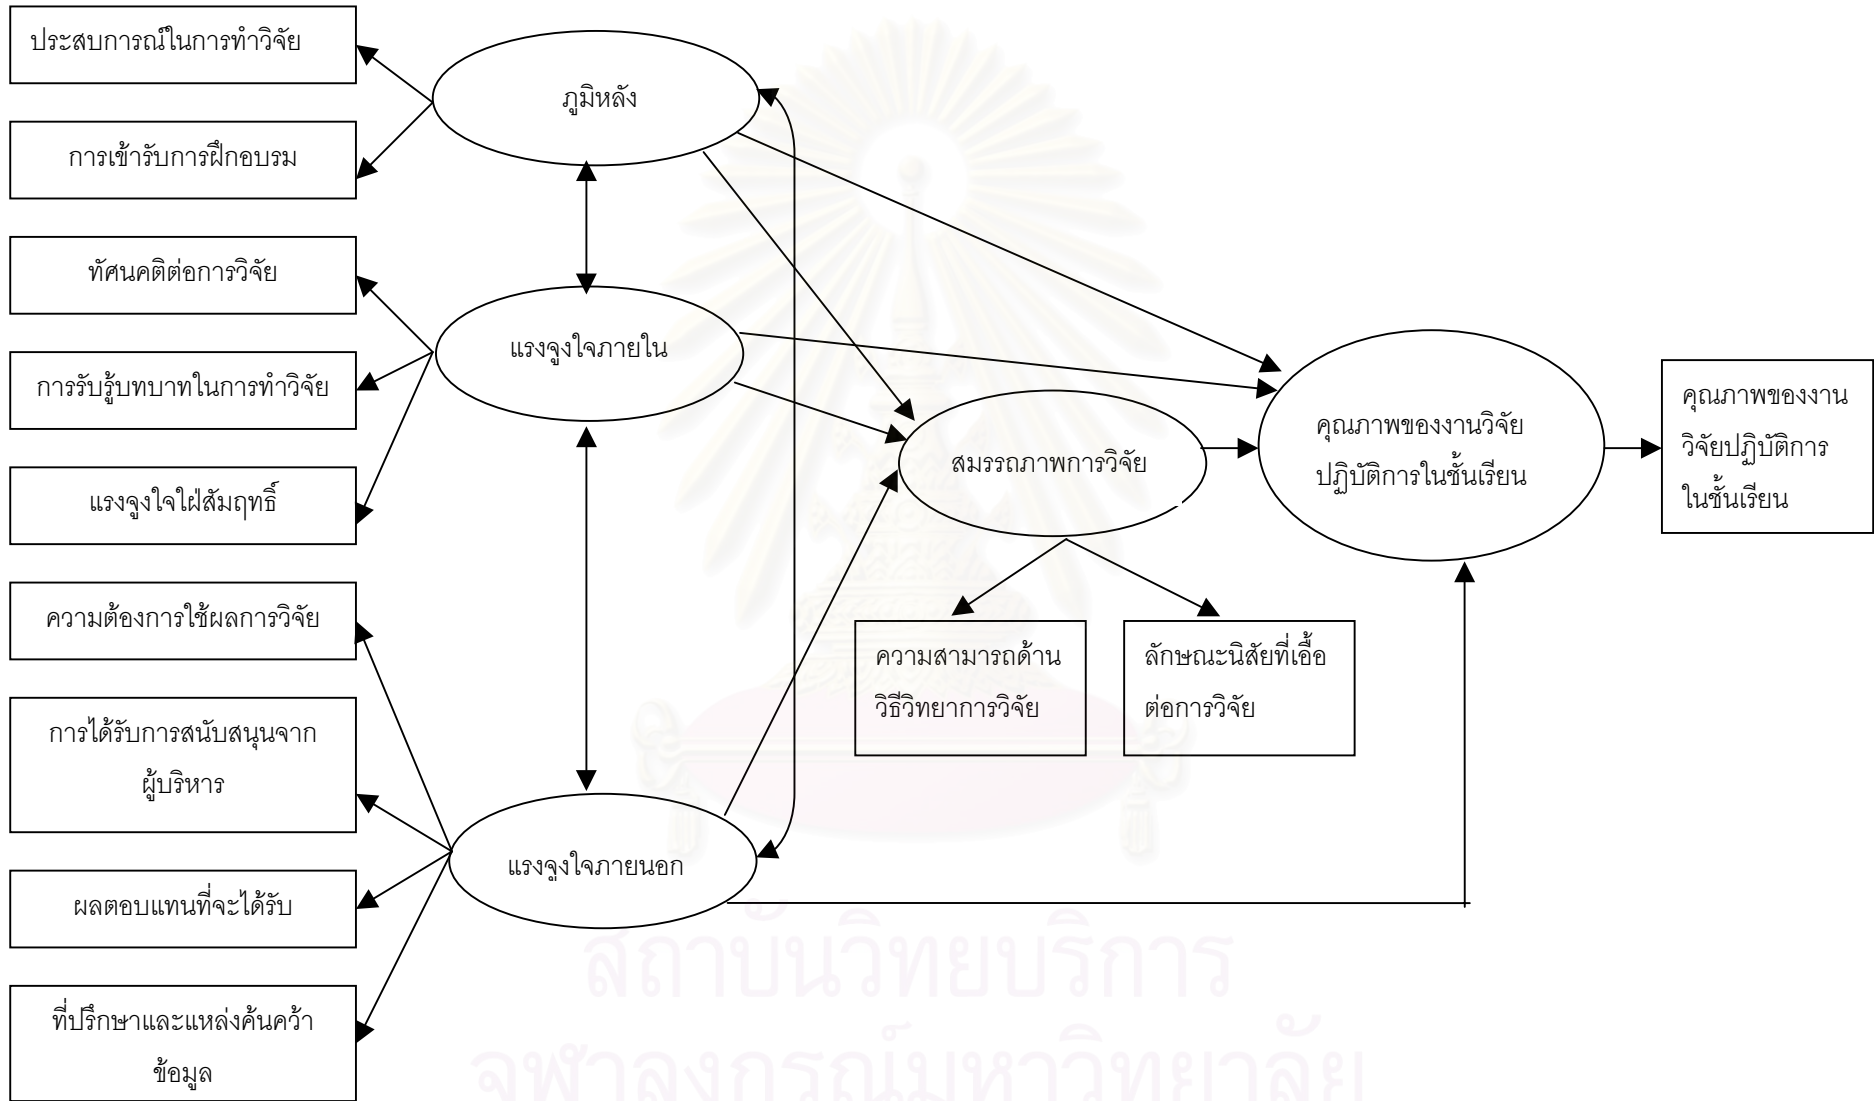 ประสบการณ์ในการทำวิจัย
การเข้ารับการฝึกอบรม
ทัศนคติต่อการวิจัย
การรับรู้บทบาทในการทำวิจัย
แรงจูงใจใฝ่สัมฤทธิ์
ความต้องการใช้ผลการวิจัย
การได้รับการสนับสนุนจาก
ผู้บริหาร
ผลตอบแทนที่จะได้รับ
ที่ปรึกษาและแหล่งค้นคว้า
ข้อมูล
ภูมิหลัง
แรงจูงใจภายใน
แรงจูงใจภายนอก
สมรรถภาพการวิจัย
ความสามารถด้าน
วิธีวิทยาการวิจัย
ลักษณะนิสัยที่เอื้อ
ต่อการวิจัย
คุณภาพของงานวิจัย
ปฏิบัติการในชั้นเรียน
คุณภาพของงาน
วิจัยปฏิบัติการ
ในชั้นเรียน
สถาบันวิทยบริการ
จุฬาลงกรณ์มหาวิทยาลัย